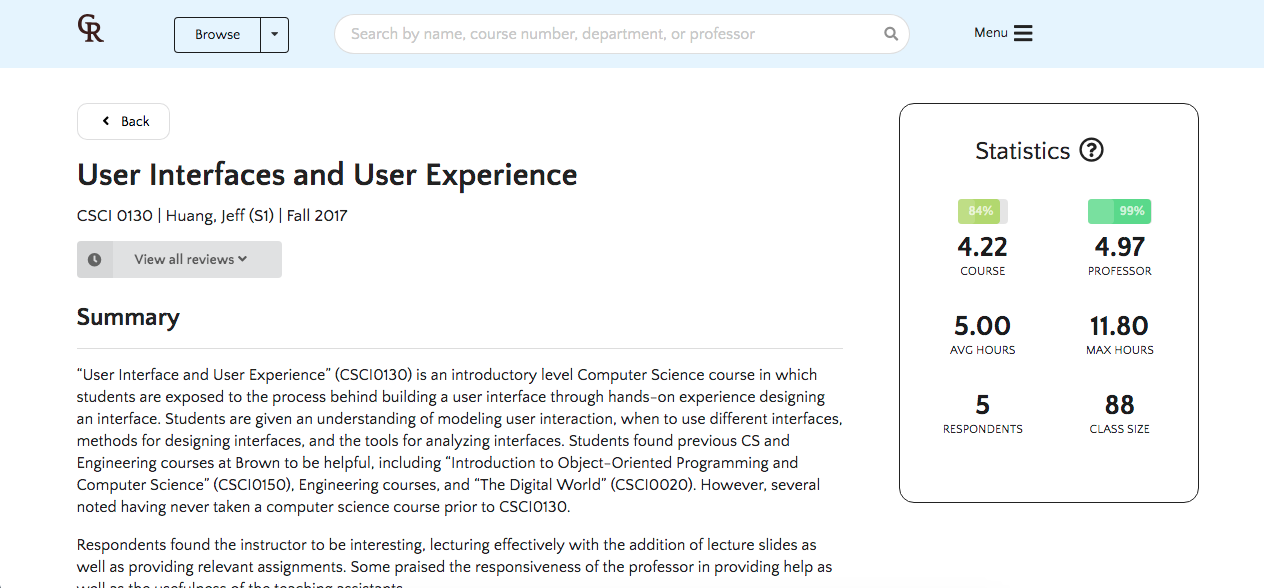 CR
Browse
Search by name, course number, department, or professor
Menu
Back
User Interfaces and User Experience
CSCI 0130 | Huang, Jeff (S1) | Fall 2017
View all reviews
Summary
“User Interface and User Experience” (CSCI0130) is an introductory level Computer Science course in which
students are exposed to the process behind building a user interface through hands-on experience designing
an interface. Students are given an understanding of modeling user interaction, when to use different interfaces,
methods for designing interfaces, and the tools for analyzing interfaces. Students found previous CS and
Engineering courses at Brown to be helpful, including “Introduction to Object-Oriented Programming and
Computer Science” (CSCI0150), Engineering courses, and “The Digital World” (CSCI0020). However, several
noted having never taken a computer science course prior to CSCI0130.
Respondents found the instructor to be interesting, lecturing effectively with the addition of lecture slides as
well as providing relevant assignments. Some praised the responsiveness of the professor in providing help as
well as the usefulness of the teaching assistants.
Statistics ?
84% 99%
4.22 4.97
COURSE PROFESSOR
5.00 11.80
AVG HOURS MAX HOURS
5 88
RESPONDENTS CLASS SIZE